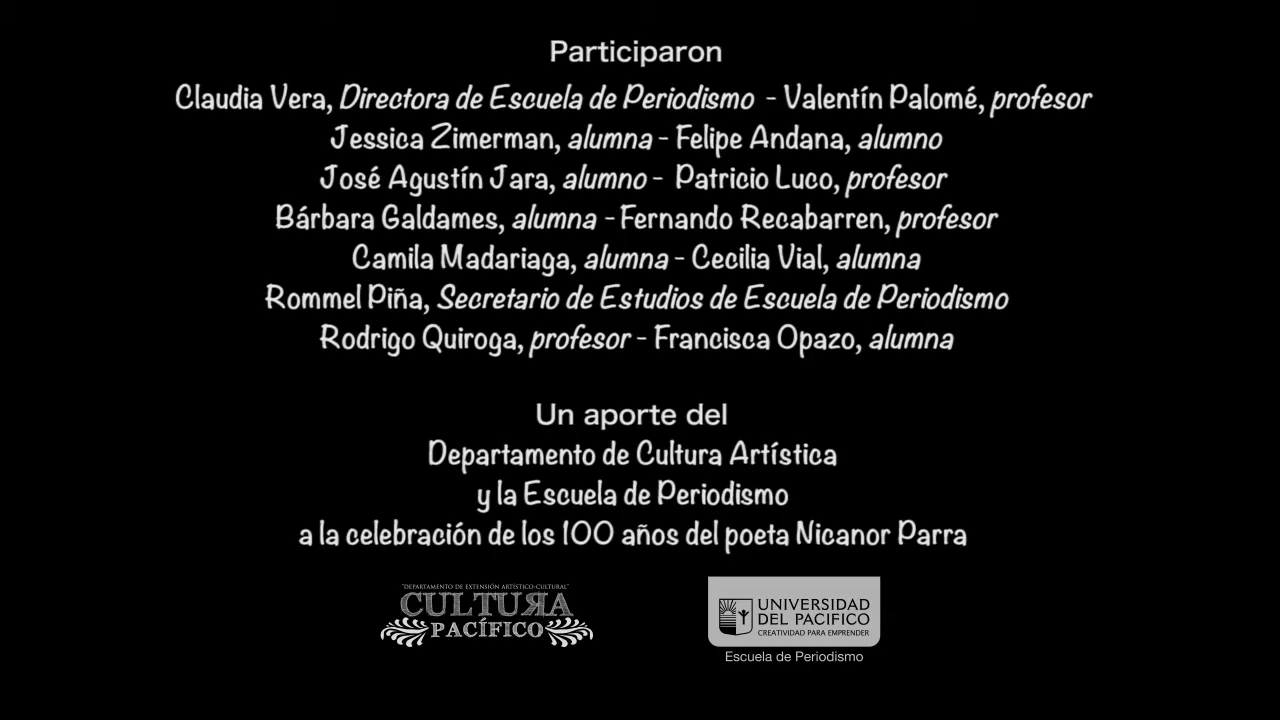 Participaron
Claudia Vera, Directora de Escuela de Periodismo - Valentín Palomé, profesor
Jessica Zimerman, alumna - Felipe Andana, alumno
José Agustín Jara, alumno - Patricio Luco, profesor
Bárbara Galdames, alumna - Fernando Recabarren, profesor
Camila Madariaga, alumna - Cecilia Vial, alumna
Rommel Piña, Secretario de Estudios de Escuela de Periodismo
Rodrigo Quiroga, profesor - Francisca Opazo, alumna
Un aporte del
Departamento de Cultura Artística
y la Escuela de Periodismo
a la celebración de los 100 años del poeta Nicanor Parra
"DEPARTAMENTO DE EXTENSIÓN ARTÍSTICO-CULTURAL"
CULTURA
PACÍFICO
UNIVERSIDAD
DEL PACIFICO
CREATIVIDAD PARA EMPRENDER
Escuela de Periodismo